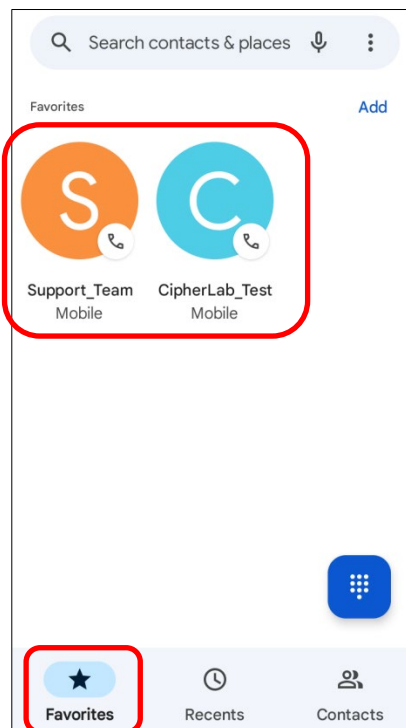 Search contacts & places
Favorites Add
S C
Support_Team CipherLab_Test
Mobile Mobile
Favorites Recents Contacts